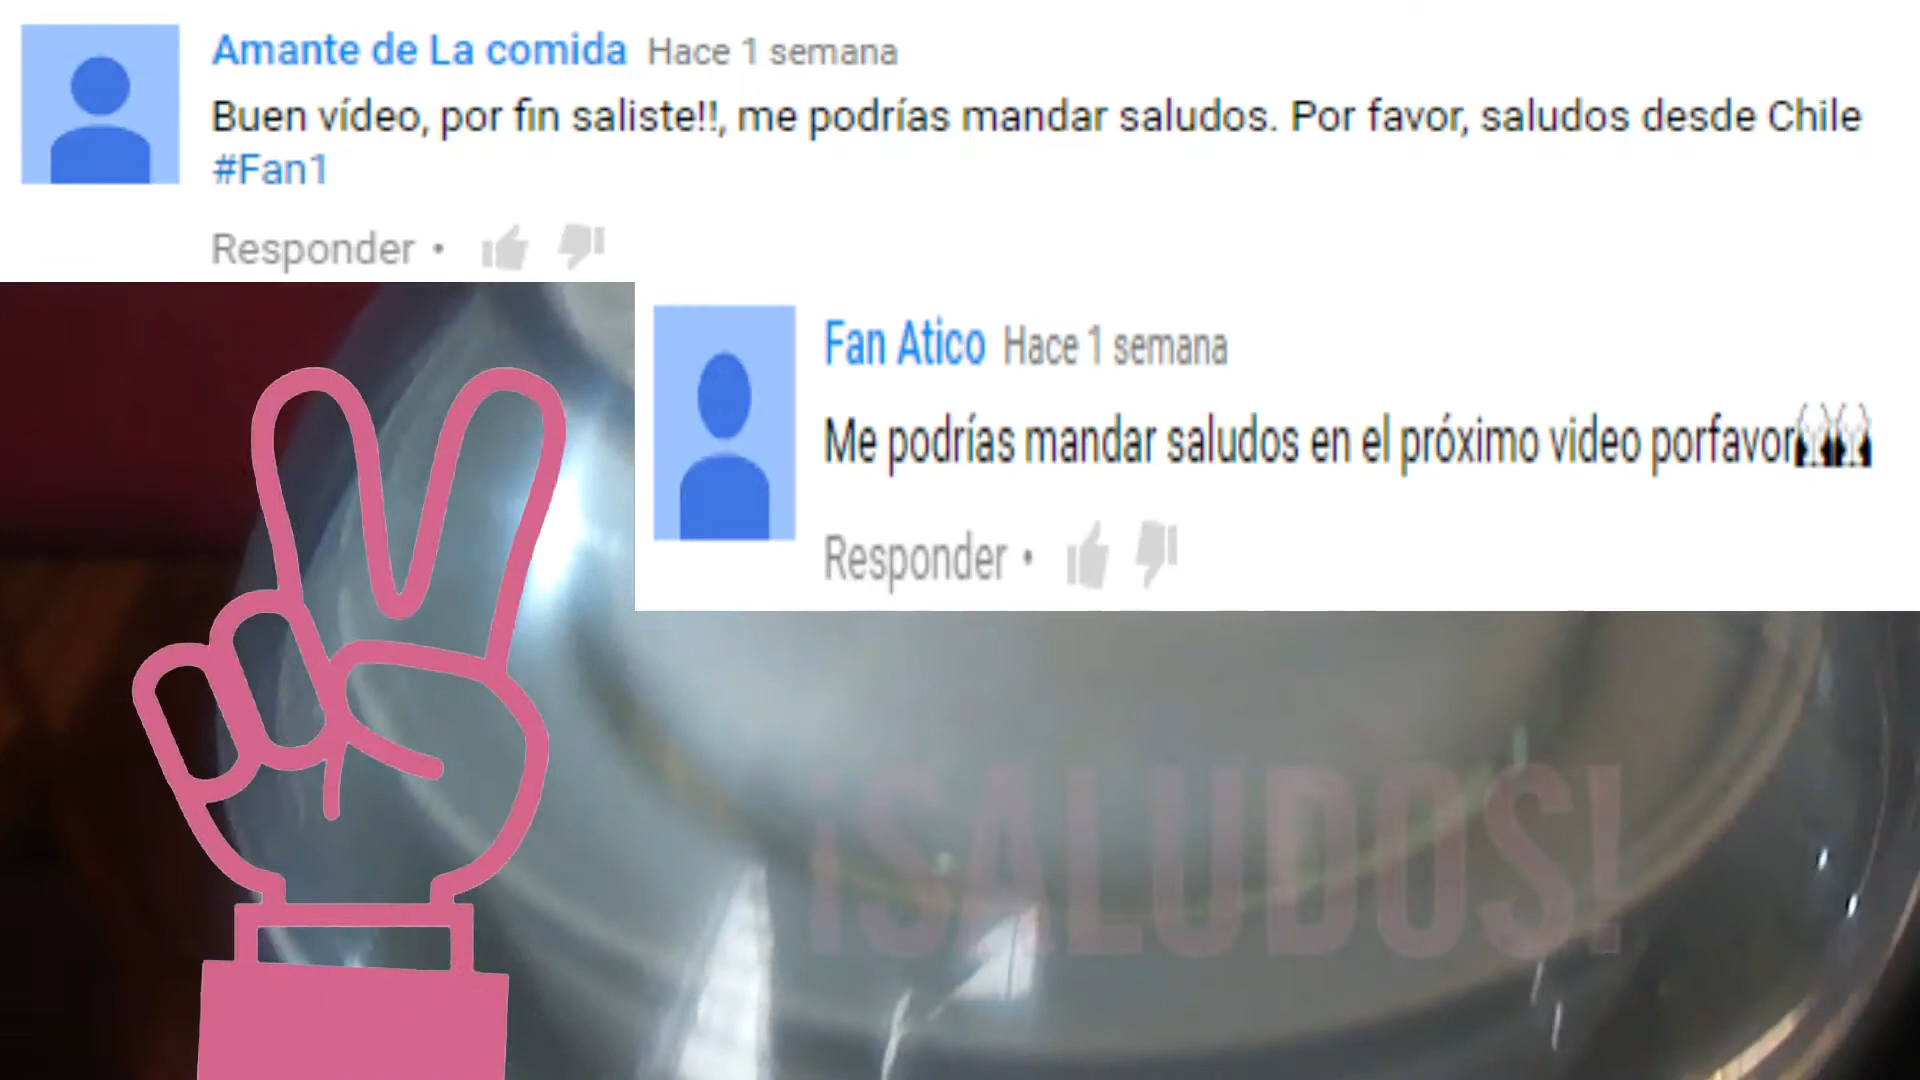 Amante de La comida Hace 1 semana
Buen vídeo, por fin saliste!!, me podrías mandar saludos. Por favor, saludos desde Chile
#Fan1
Responder •
Fan Atico Hace 1 semana
Me podrías mandar saludos en el próximo video porfavor🙌🙌
Responder •
¡SALUDOS!